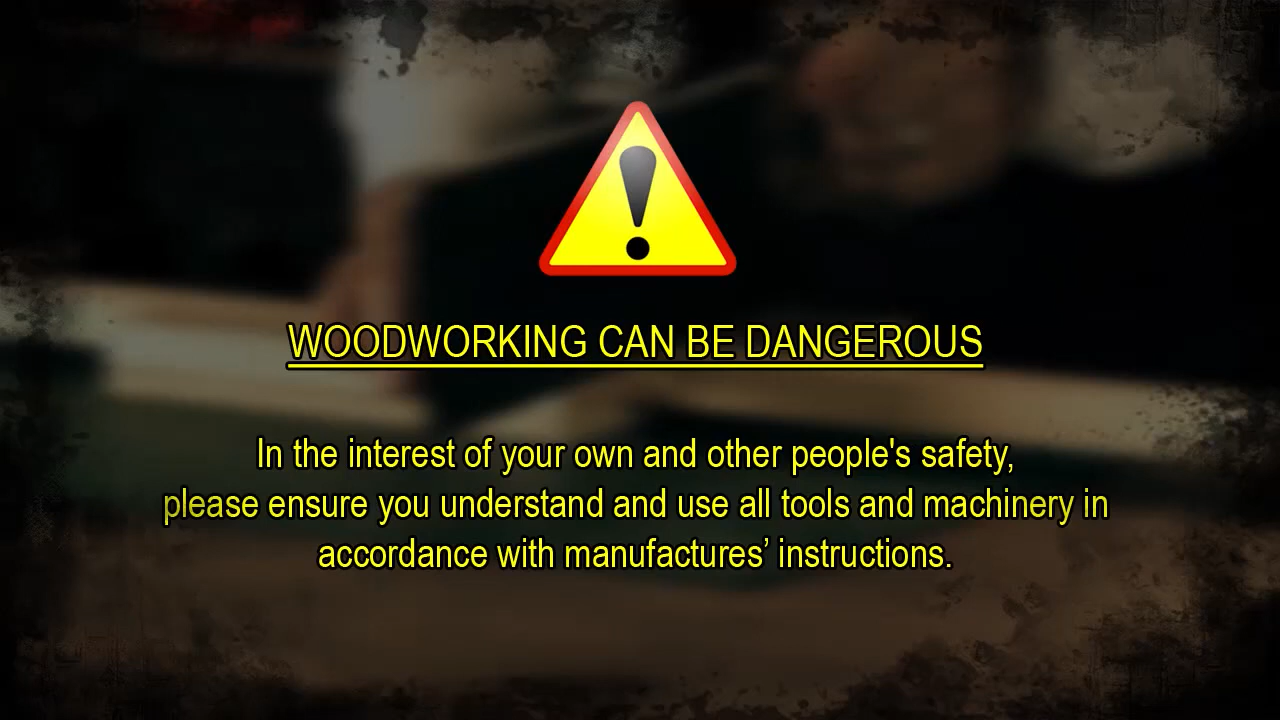 WOODWORKING CAN BE DANGEROUS
In the interest of your own and other people's safety,
please ensure you understand and use all tools and machinery in
accordance with manufactures’ instructions.